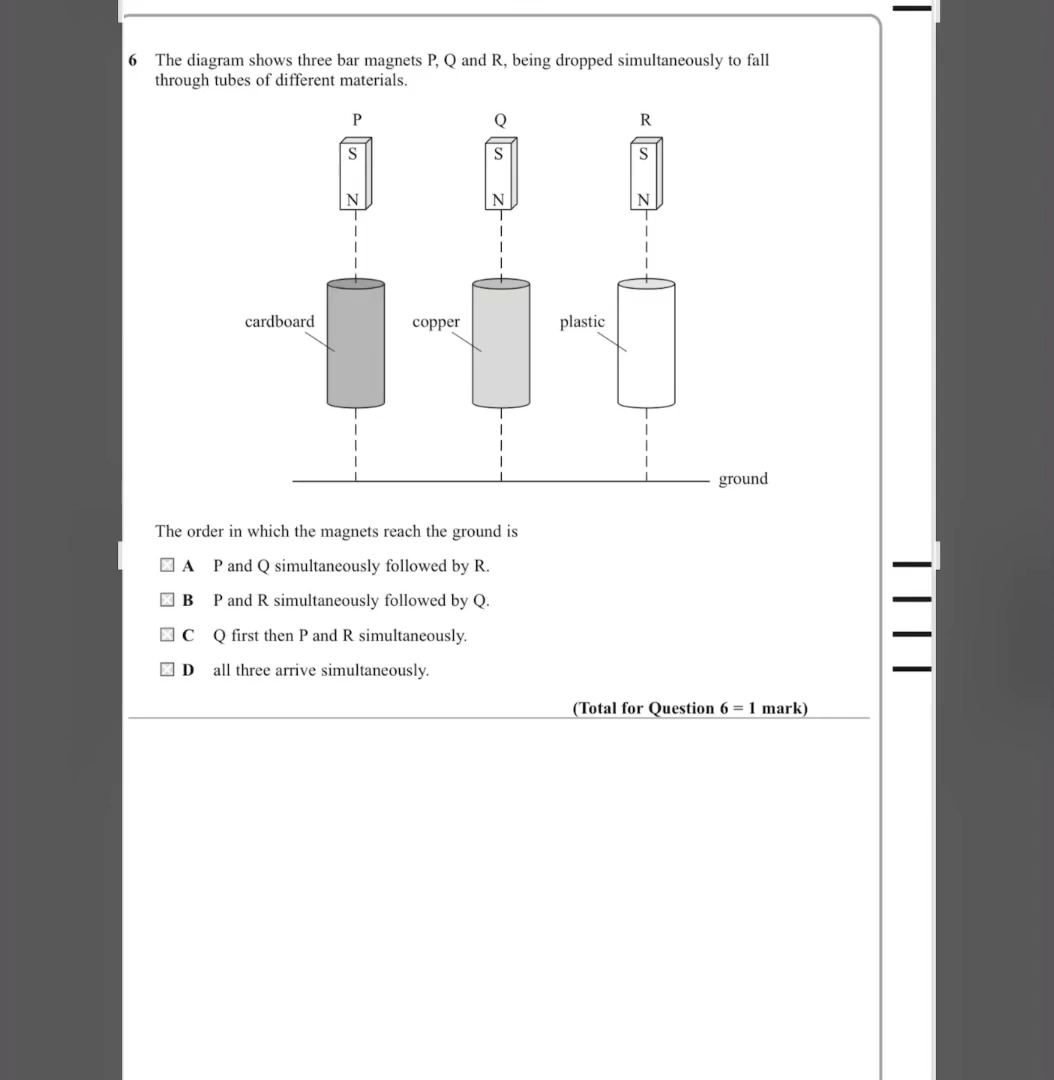 6 The diagram shows three bar magnets P, Q and R, being dropped simultaneously to fall
through tubes of different materials.
P Q R
S S S
N N N
cardboard copper plastic
ground
The order in which the magnets reach the ground is
A P and Q simultaneously followed by R.
B P and R simultaneously followed by Q.
C Q first then P and R simultaneously.
D all three arrive simultaneously.
(Total for Question 6 = 1 mark)